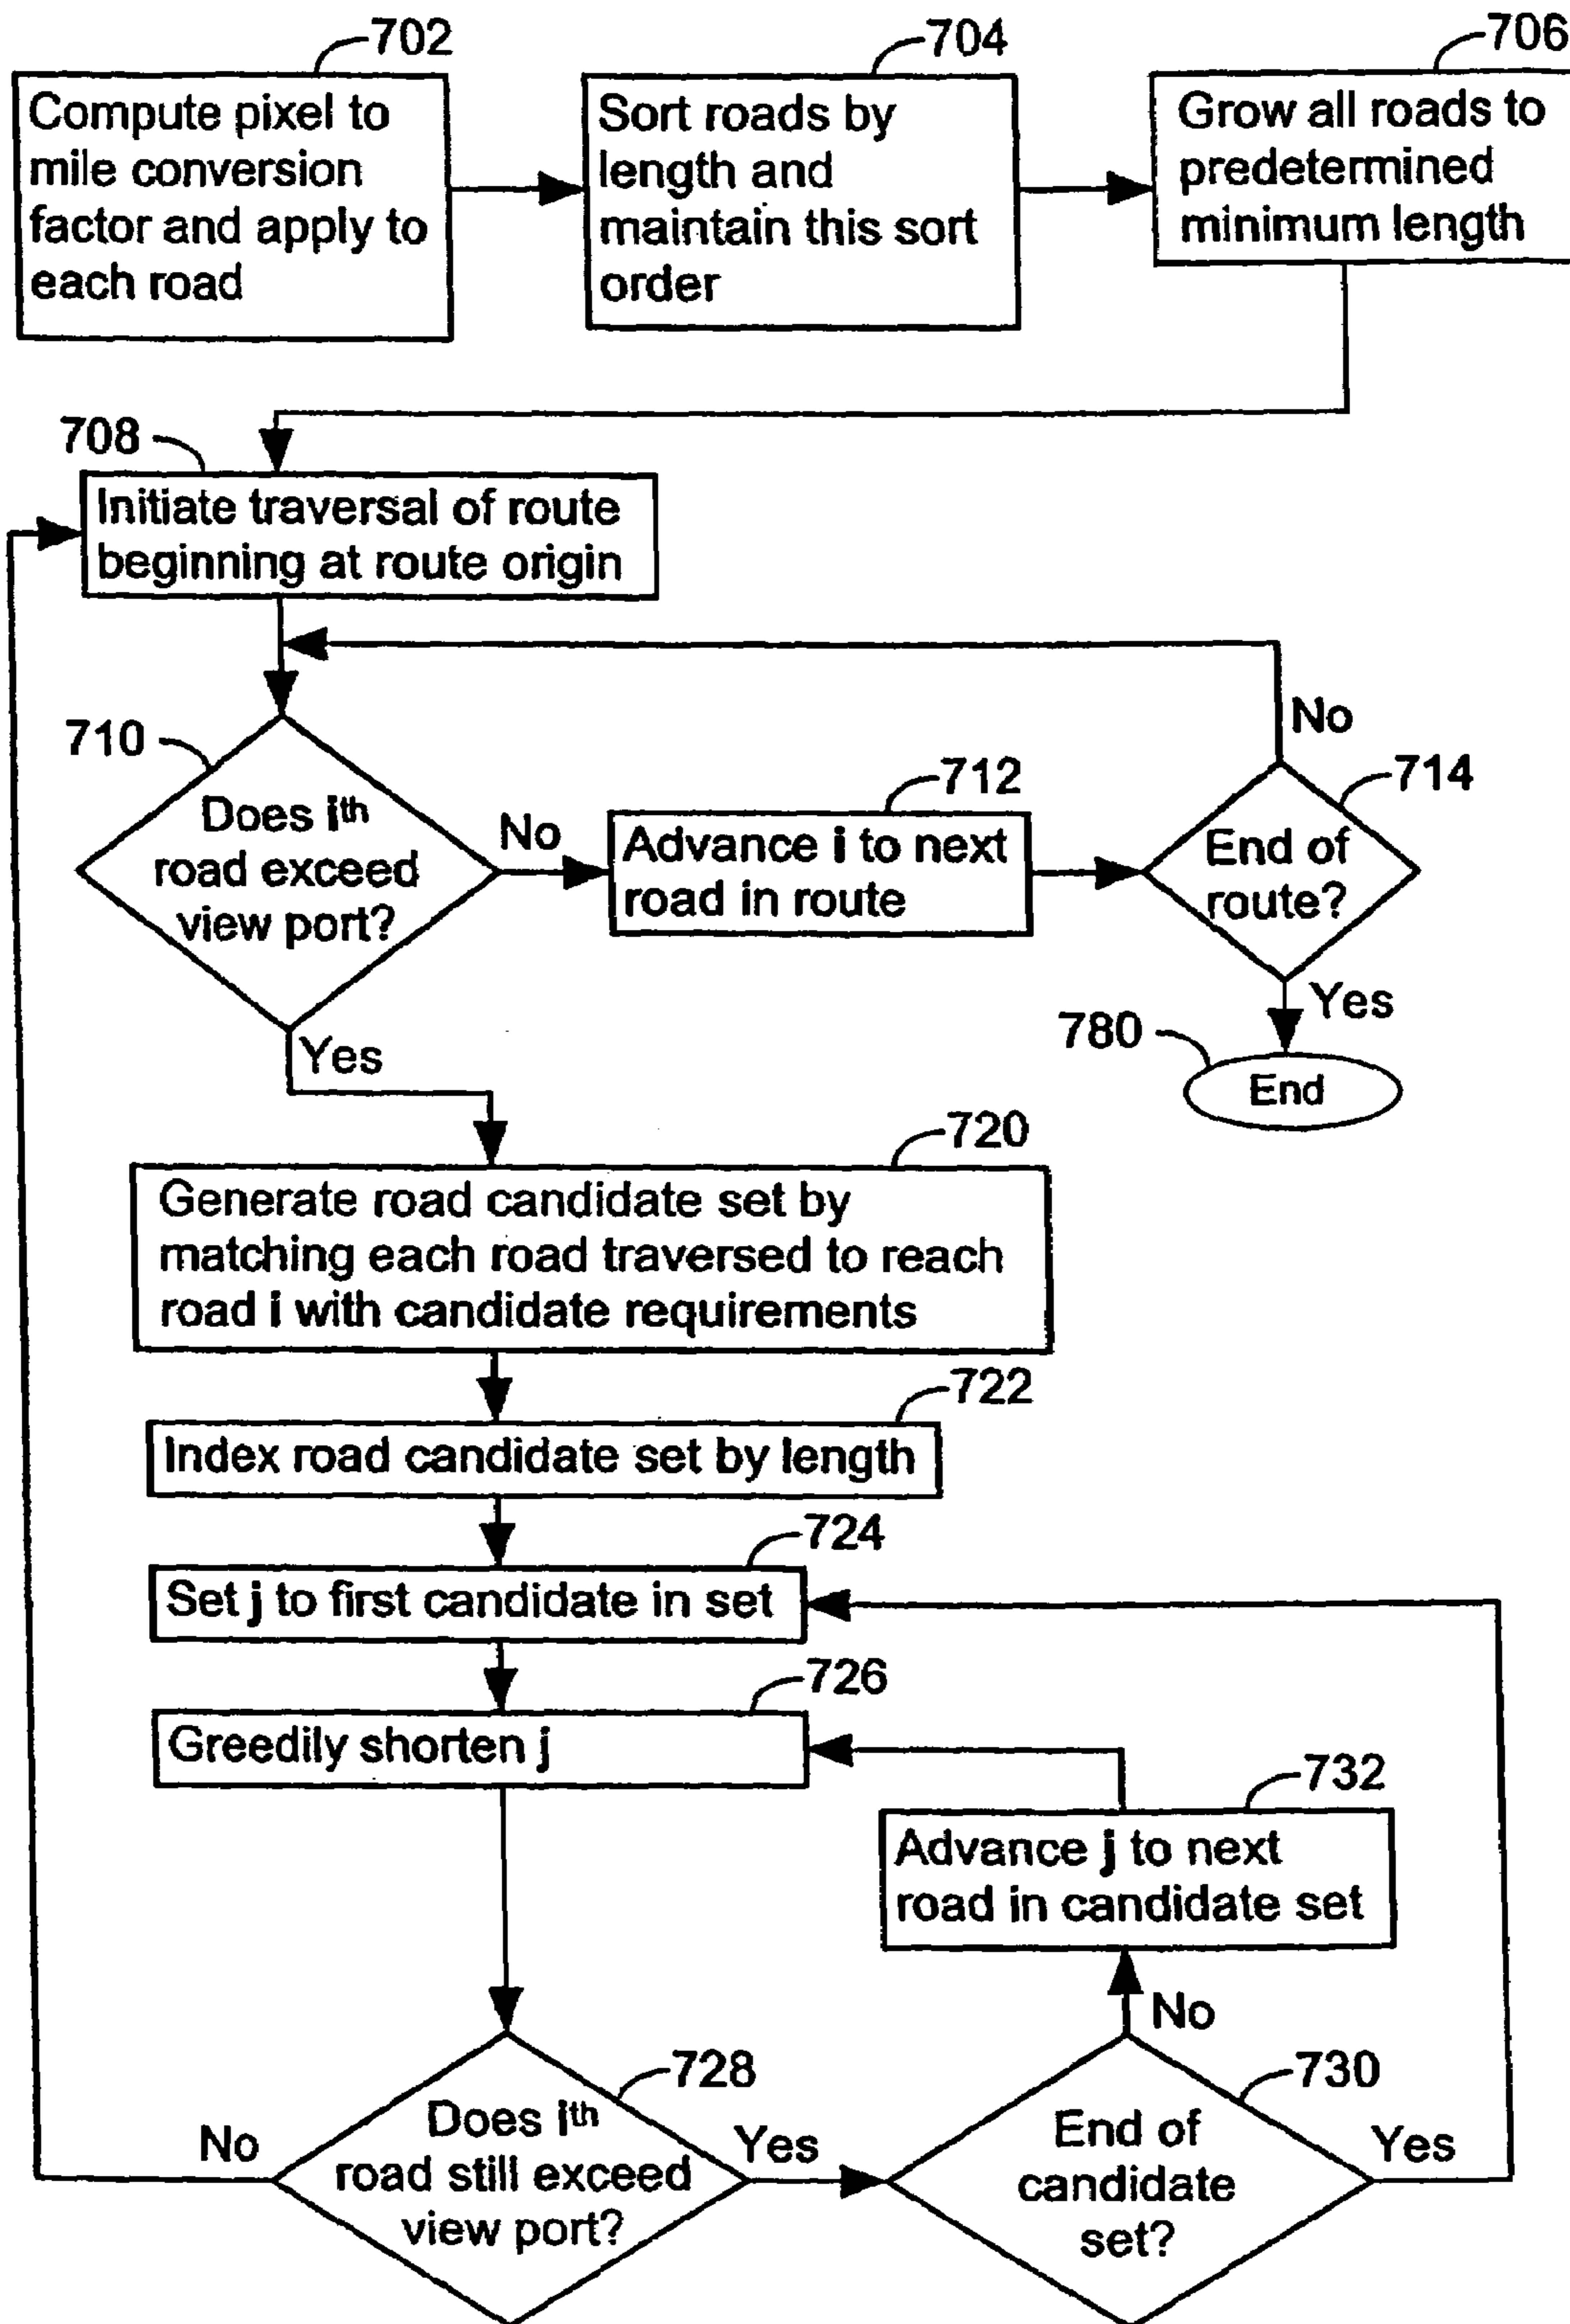 702
Compute pixel to
mile conversion
factor and apply to
each road
704
Sort roads by
length and
maintain this sort
order
706
Grow all roads to
predetermined
minimum length
708
Initiate traversal of route
beginning at route origin
710
Does ith
road exceed
view port?
No
712
Advance i to next
road in route
714
End of
route?
No
Yes
780
End
Yes
720
Generate road candidate set by
matching each road traversed to reach
road i with candidate requirements
722
Index road candidate set by length
724
Set j to first candidate in set
726
Greedily shorten j
732
Advance j to next
road in candidate set
No
728
Does ith
road still exceed
view port?
No
Yes
730
End of
candidate
set?
Yes